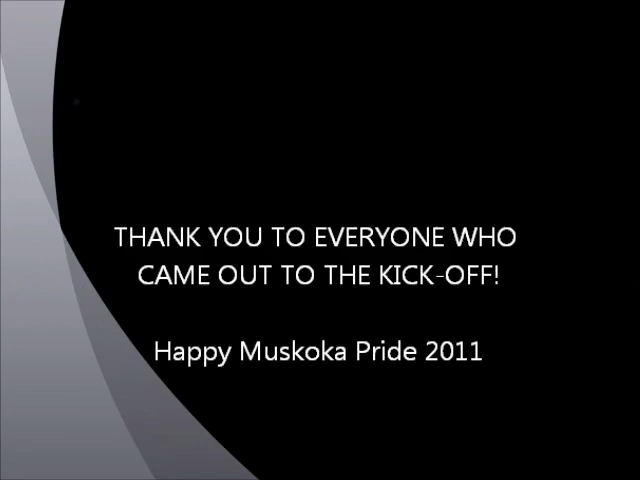 THANK YOU TO EVERYONE WHO
CAME OUT TO THE KICK-OFF!
Happy Muskoka Pride 2011